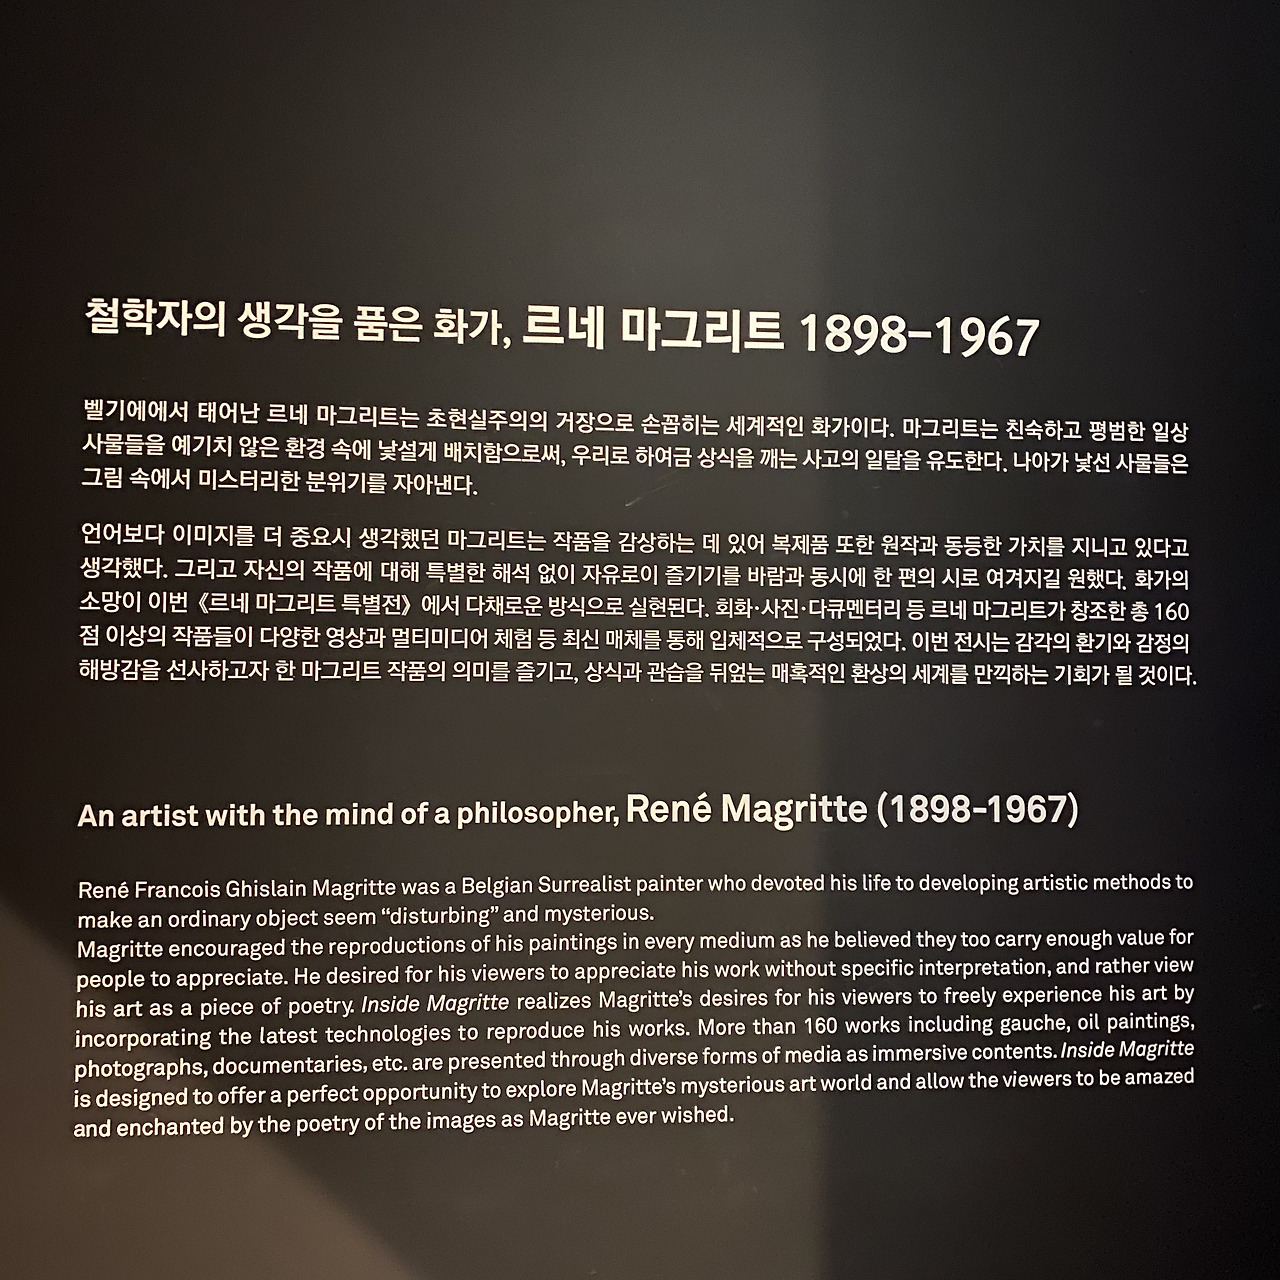 철학자의 생각을 품은 화가, 르네 마그리트 1898–1967
벨기에에서 태어난 르네 마그리트는 초현실주의의 거장으로 손꼽히는 세계적인 화가이다. 마그리트는 친숙하고 평범한 일상
사물들을 예기치 않은 환경 속에 낯설게 배치함으로써, 우리로 하여금 상식을 깨는 사고의 일탈을 유도한다. 나아가 낯선 사물들은
그림 속에서 미스터리한 분위기를 자아낸다.
언어보다 이미지를 더 중요시 생각했던 마그리트는 작품을 감상하는 데 있어 복제품 또한 원작과 동등한 가치를 지니고 있다고
생각했다. 그리고 자신의 작품에 대해 특별한 해석 없이 자유로이 즐기기를 바람과 동시에 한 편의 시로 여겨지길 원했다. 화가의
소망이 이번 《르네 마그리트 특별전》 에서 다채로운 방식으로 실현된다. 회화·사진·다큐멘터리 등 르네 마그리트가 창조한 총 160
점 이상의 작품들이 다양한 영상과 멀티미디어 체험 등 최신 매체를 통해 입체적으로 구성되었다. 이번 전시는 감각의 환기와 감정의
해방감을 선사하고자 한 마그리트 작품의 의미를 즐기고, 상식과 관습을 뒤엎는 매혹적인 환상의 세계를 만끽하는 기회가 될 것이다.
An artist with the mind of a philosopher, René Magritte (1898-1967)
René Francois Ghislain Magritte was a Belgian Surrealist painter who devoted his life to developing artistic methods to
make an ordinary object seem “disturbing” and mysterious.
Magritte encouraged the reproductions of his paintings in every medium as he believed they too carry enough value for
people to appreciate. He desired for his viewers to appreciate his work without specific interpretation, and rather view
his art as a piece of poetry. Inside Magritte realizes Magritte’s desires for his viewers to freely experience his art by
incorporating the latest technologies to reproduce his works. More than 160 works including gauche, oil paintings,
photographs, documentaries, etc. are presented through diverse forms of media as immersive contents. Inside Magritte
is designed to offer a perfect opportunity to explore Magritte’s mysterious art world and allow the viewers to be amazed
and enchanted by the poetry of the images as Magritte ever wished.